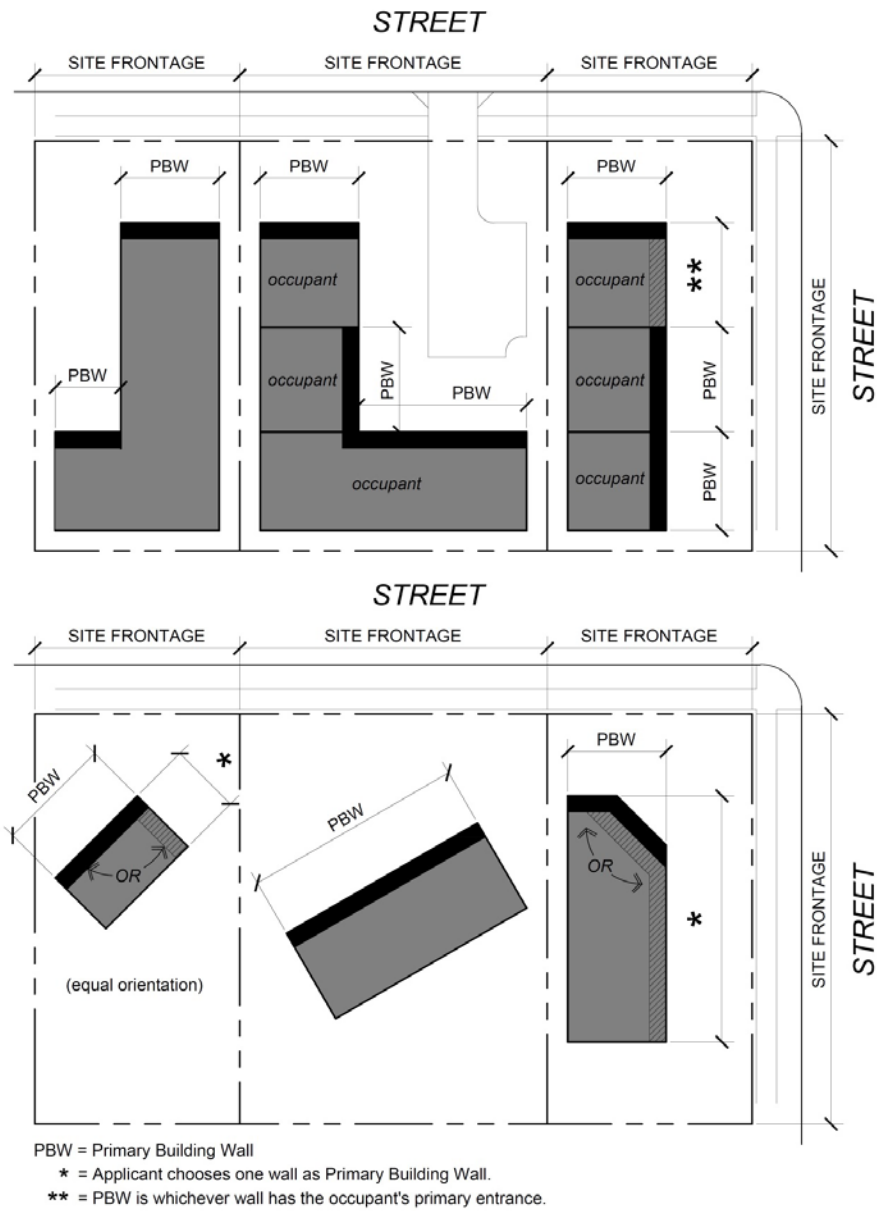 STREET
SITE FRONTAGE SITE FRONTAGE SITE FRONTAGE
PBW PBW PBW
occupant occupant **
SITE FRONTAGE
STREET
PBW occupant PBW PBW occupant PBW
occupant occupant PBW
STREET
SITE FRONTAGE SITE FRONTAGE SITE FRONTAGE
PBW * PBW PBW
OR OR *
SITE FRONTAGE
STREET
(equal orientation)
PBW = Primary Building Wall
* = Applicant chooses one wall as Primary Building Wall.
** = PBW is whichever wall has the occupant's primary entrance.